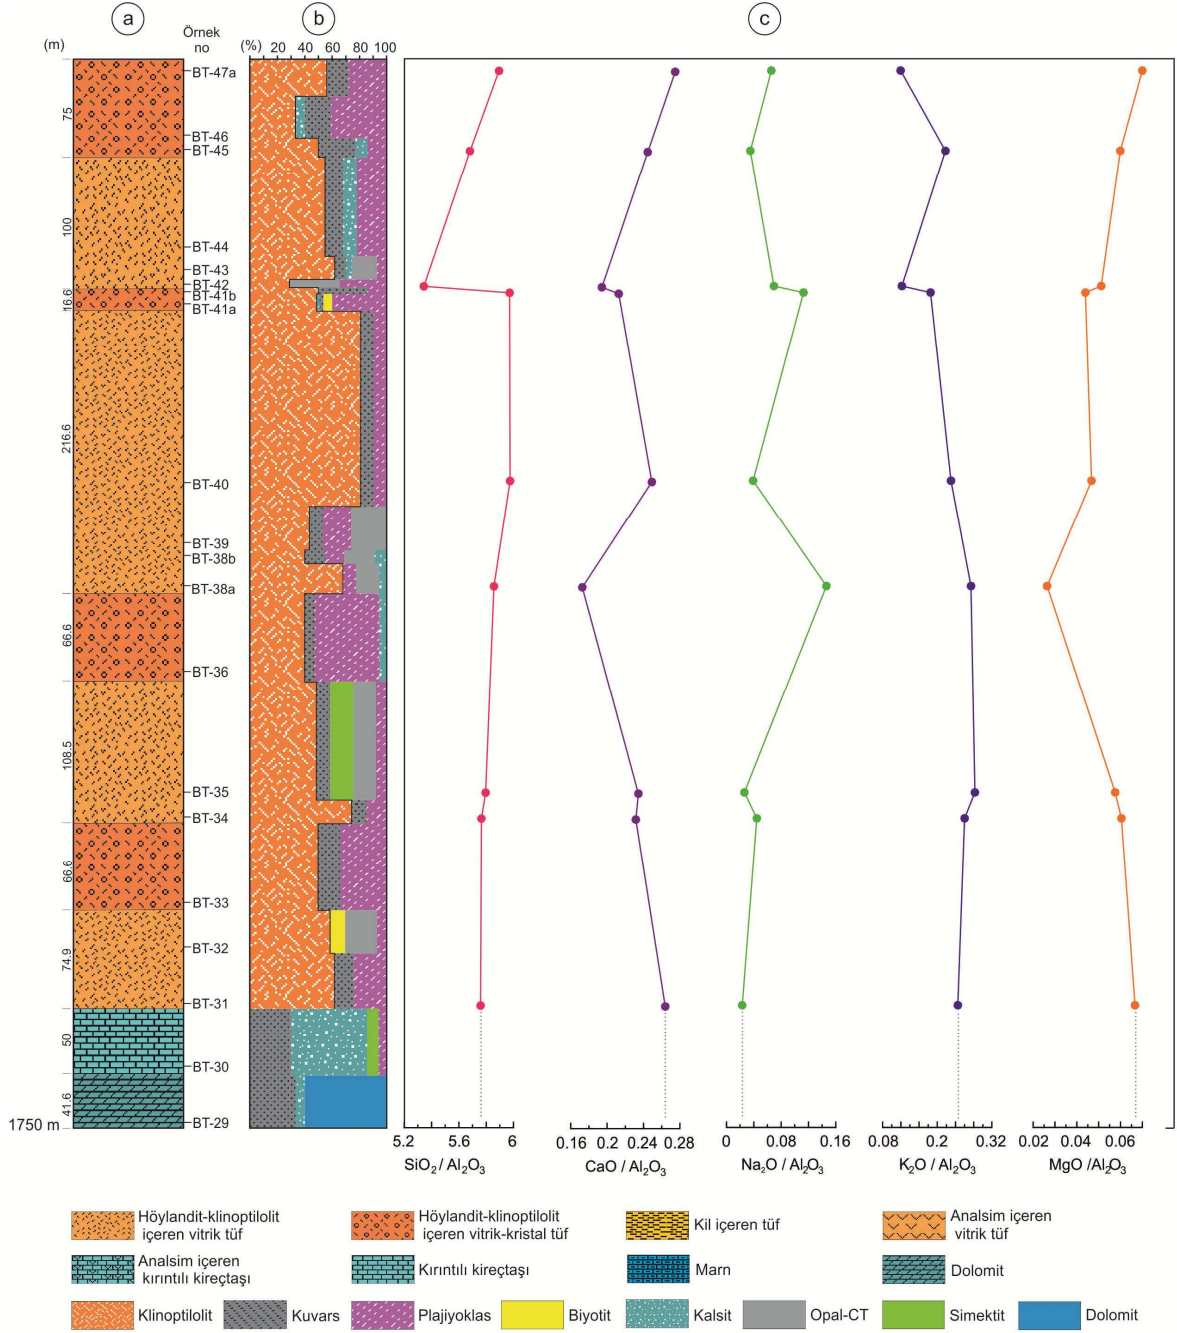 a
b
c
(m)
Örnek
no
(%) 20 40 60 80 100
BT-47a
75
BT-46
BT-45
100
BT-44
BT-43
BT-42
BT-41b
16.6
BT-41a
216.6
BT-40
BT-39
BT-38b
BT-38a
66.6
BT-36
108.5
BT-35
BT-34
66.6
BT-33
BT-32
74.9
BT-31
50
BT-30
41.6
BT-29
1750 m
5.2 5.6 6
0.16 0.2 0.24 0.28
0 0.08 0.16
0.08 0.2 0.32
0.02 0.04 0.06
SiO₂ / Al₂O₃
CaO / Al₂O₃
Na₂O / Al₂O₃
K₂O / Al₂O₃
MgO /Al₂O₃
Höylandit-klinoptilolit
içeren vitrik tüf
Höylandit-klinoptilolit
içeren vitrik-kristal tüf
Kil içeren tüf
Analsim içeren
vitrik tüf
Analsim içeren
kırıntılı kireçtaşı
Kırıntılı kireçtaşı
Marn
Dolomit
Klinoptilolit
Kuvars
Plajiyoklas
Biyotit
Kalsit
Opal-CT
Simektit
Dolomit